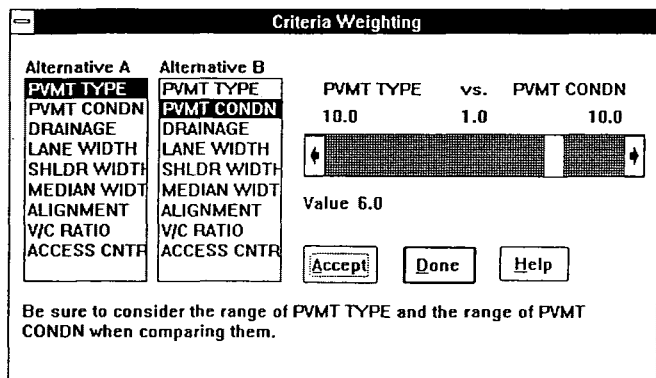 Criteria Weighting
Alternative A
PVMT TYPE
PVMT CONDN
DRAINAGE
LANE WIDTH
SHLDR WIDTH
MEDIAN WIDT
ALIGNMENT
V/C RATIO
ACCESS CNTR
Alternative B
PVMT TYPE
PVMT CONDN
DRAINAGE
LANE WIDTH
SHLDR WIDTH
MEDIAN WIDT
ALIGNMENT
V/C RATIO
ACCESS CNTR
PVMT TYPE vs. PVMT CONDN
10.0 1.0 10.0
Value 6.0
Accept Done Help
Be sure to consider the range of PVMT TYPE and the range of PVMT
CONDN when comparing them.